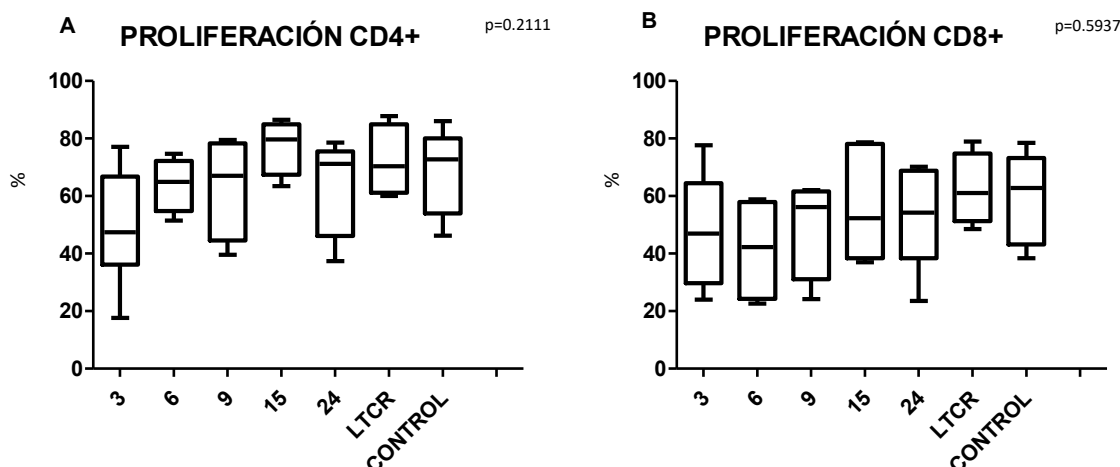 A
PROLIFERACIÓN CD4+
p=0.2111
100
80
60
40
20
0
%
3
6
9
15
24
LTCR
CONTROL
B
PROLIFERACIÓN CD8+
p=0.5937
100
80
60
40
20
0
%
3
6
9
15
24
LTCR
CONTROL